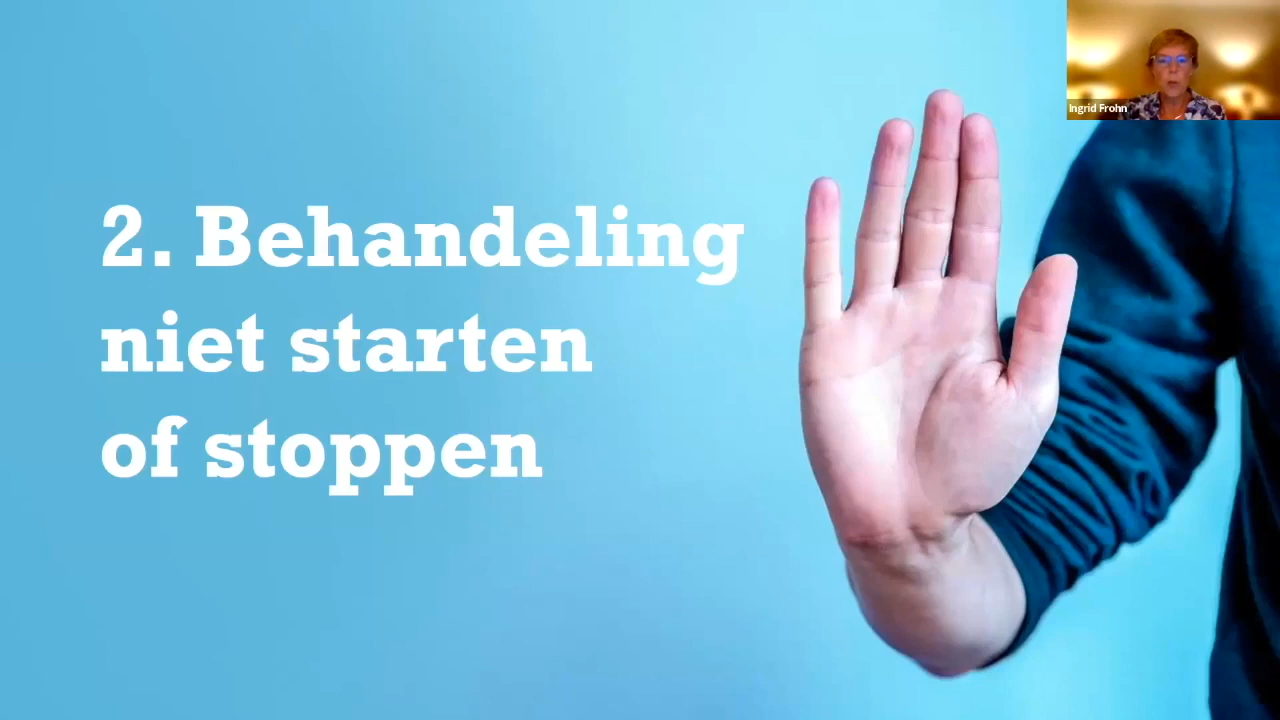 Ingrid Frohn
2. Behandeling
niet starten
of stoppen